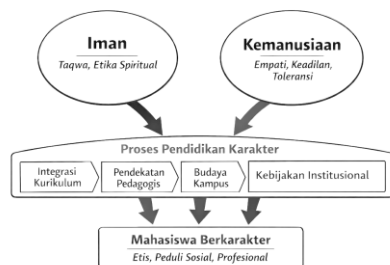 Iman
Taqwa, Etika Spiritual
Kemanusiaan
Empati, Keadilan,
Toleransi
Proses Pendidikan Karakter
Integrasi
Kurikulum
Pendekatan
Pedagogis
Budaya
Kampus
Kebijakan Institusional
Mahasiswa Berkarakter
Etis, Peduli Sosial, Profesional